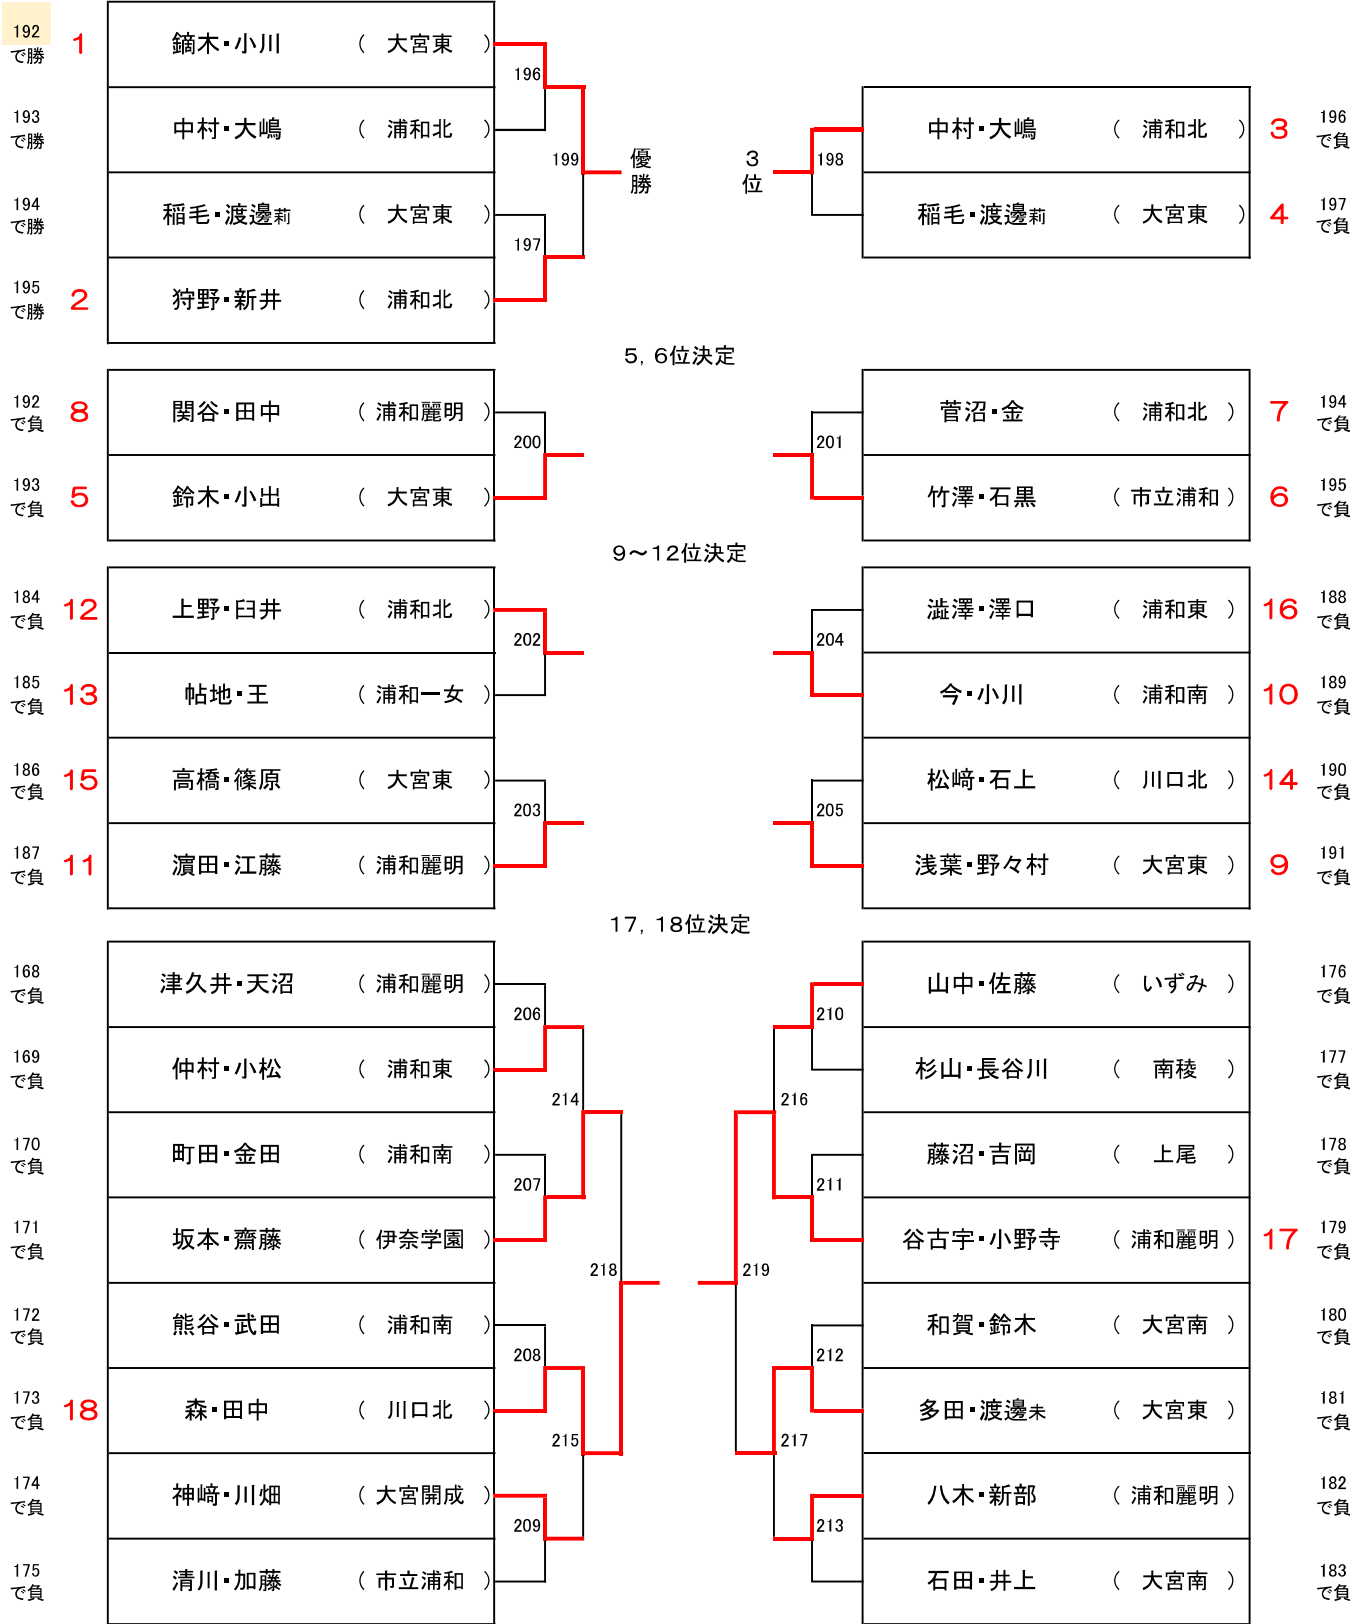 192
で勝 1 鏑木・小川 ( 大宮東 )
196
193
で勝 中村・大嶋 ( 浦和北 )
199 優勝
194
で勝 稲毛・渡邊莉 ( 大宮東 )
197
195
で勝 2 狩野・新井 ( 浦和北 )
中村・大嶋 ( 浦和北 ) 3 196
で負
3位 198
稲毛・渡邊莉 ( 大宮東 ) 4 197
で負
5, 6位決定
192
で負 8 関谷・田中 ( 浦和麗明 )
200
193
で負 5 鈴木・小出 ( 大宮東 )
菅沼・金 ( 浦和北 ) 7 194
で負
201
竹澤・石黒 ( 市立浦和 ) 6 195
で負
9～12位決定
184
で負 12 上野・臼井 ( 浦和北 )
202
185
で負 13 帖地・王 ( 浦和一女 )
186
で負 15 高橋・篠原 ( 大宮東 )
203
187
で負 11 濵田・江藤 ( 浦和麗明 )
澁澤・澤口 ( 浦和東 ) 16 188
で負
204
今・小川 ( 浦和南 ) 10 189
で負
松﨑・石上 ( 川口北 ) 14 190
で負
205
浅葉・野々村 ( 大宮東 ) 9 191
で負
17, 18位決定
168
で負 津久井・天沼 ( 浦和麗明 )
206
169
で負 仲村・小松 ( 浦和東 )
214
170
で負 町田・金田 ( 浦和南 )
207
171
で負 坂本・齋藤 ( 伊奈学園 )
218
172
で負 熊谷・武田 ( 浦和南 )
208
173
で負 18 森・田中 ( 川口北 )
215
174
で負 神﨑・川畑 ( 大宮開成 )
209
175
で負 清川・加藤 ( 市立浦和 )
山中・佐藤 ( いずみ ) 176
で負
210
杉山・長谷川 ( 南稜 ) 177
で負
216
藤沼・吉岡 ( 上尾 ) 178
で負
211
谷古宇・小野寺 ( 浦和麗明 ) 17 179
で負
219
和賀・鈴木 ( 大宮南 ) 180
で負
212
多田・渡邊未 ( 大宮東 ) 181
で負
217
八木・新部 ( 浦和麗明 ) 182
で負
213
石田・井上 ( 大宮南 ) 183
で負